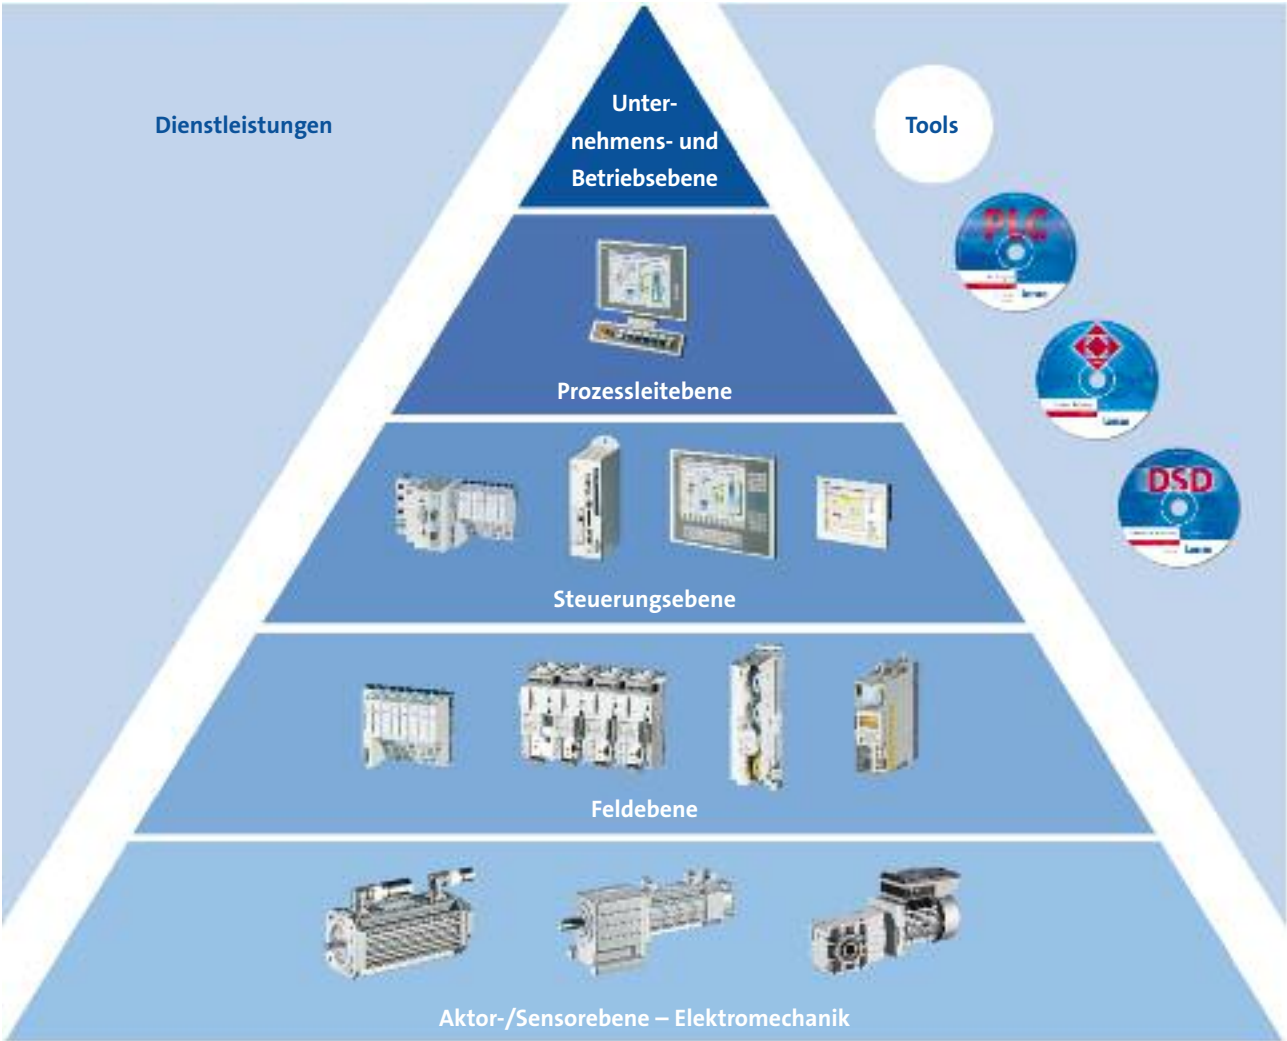 Dienstleistungen
Unter-
nehmens- und
Betriebsebene
Tools
PLC
Prozessleitebene
DSD
Steuerungsebene
Feldebene
Aktor-/Sensorebene – Elektromechanik